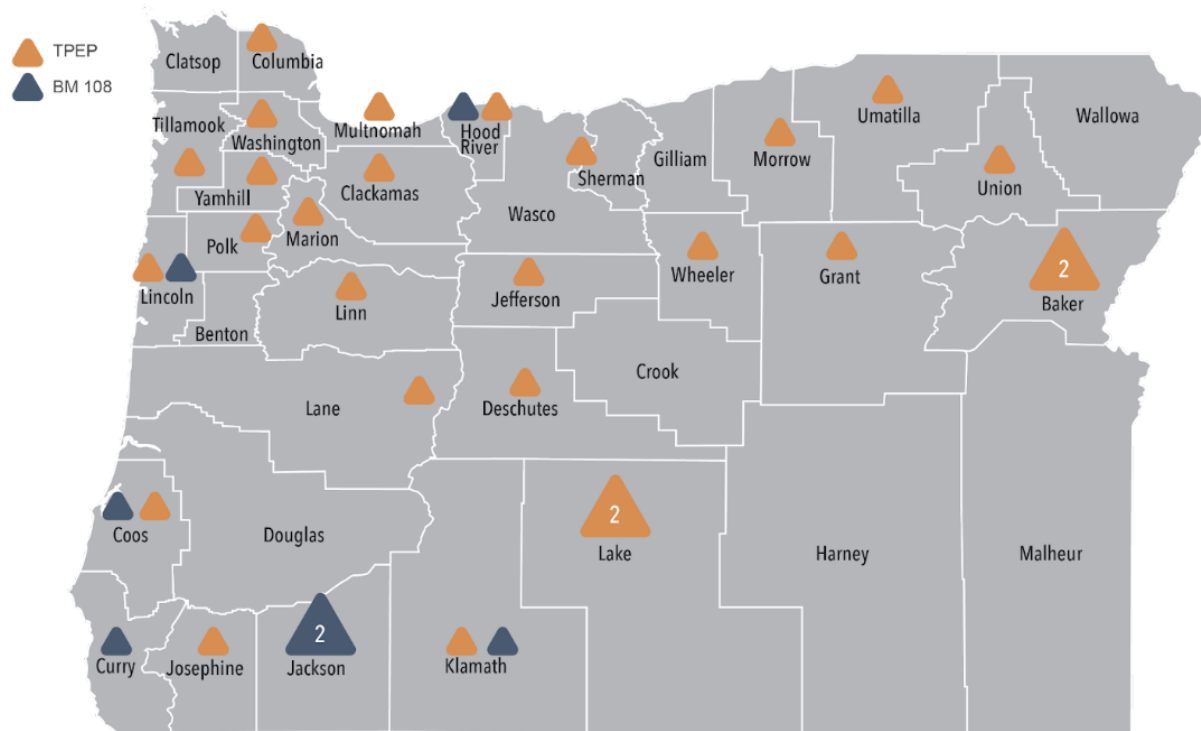 TPEP
BM 108
Clatsop
Columbia
Tillamook
Washington
Multnomah
Hood
River
Sherman
Gilliam
Morrow
Umatilla
Union
Wallowa
Yamhill
Clackamas
Wasco
Polk
Marion
Lincoln
Benton
Linn
Jefferson
Wheeler
Grant
2
Baker
Lane
Deschutes
Crook
Coos
Douglas
2
Lake
Harney
Malheur
Curry
Josephine
2
Jackson
Klamath